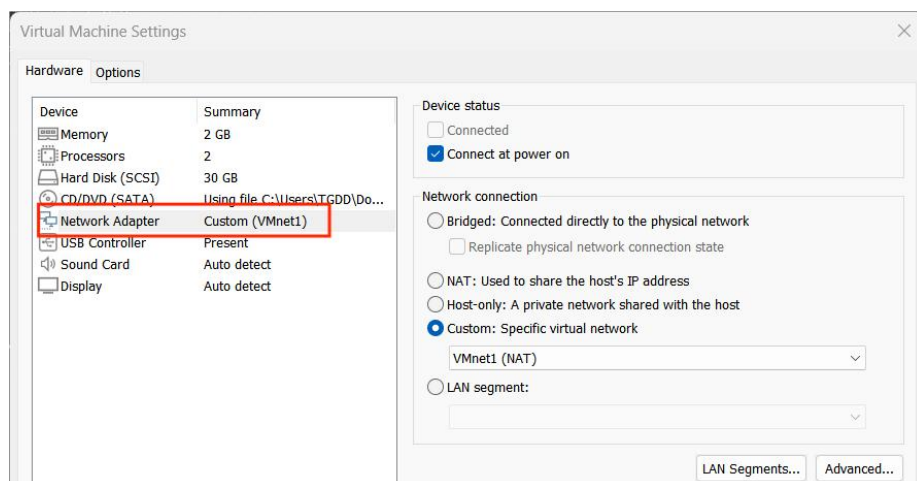 Virtual Machine Settings
Hardware Options
Device Summary
Memory 2 GB
Processors 2
Hard Disk (SCSI) 30 GB
CD/DVD (SATA) Using file C:\Users\TGDD\Do...
Network Adapter Custom (VMnet1)
USB Controller Present
Sound Card Auto detect
Display Auto detect
Device status
Connected
Connect at power on
Network connection
Bridged: Connected directly to the physical network
Replicate physical network connection state
NAT: Used to share the host's IP address
Host-only: A private network shared with the host
Custom: Specific virtual network
VMnet1 (NAT)
LAN segment:
LAN Segments... Advanced...